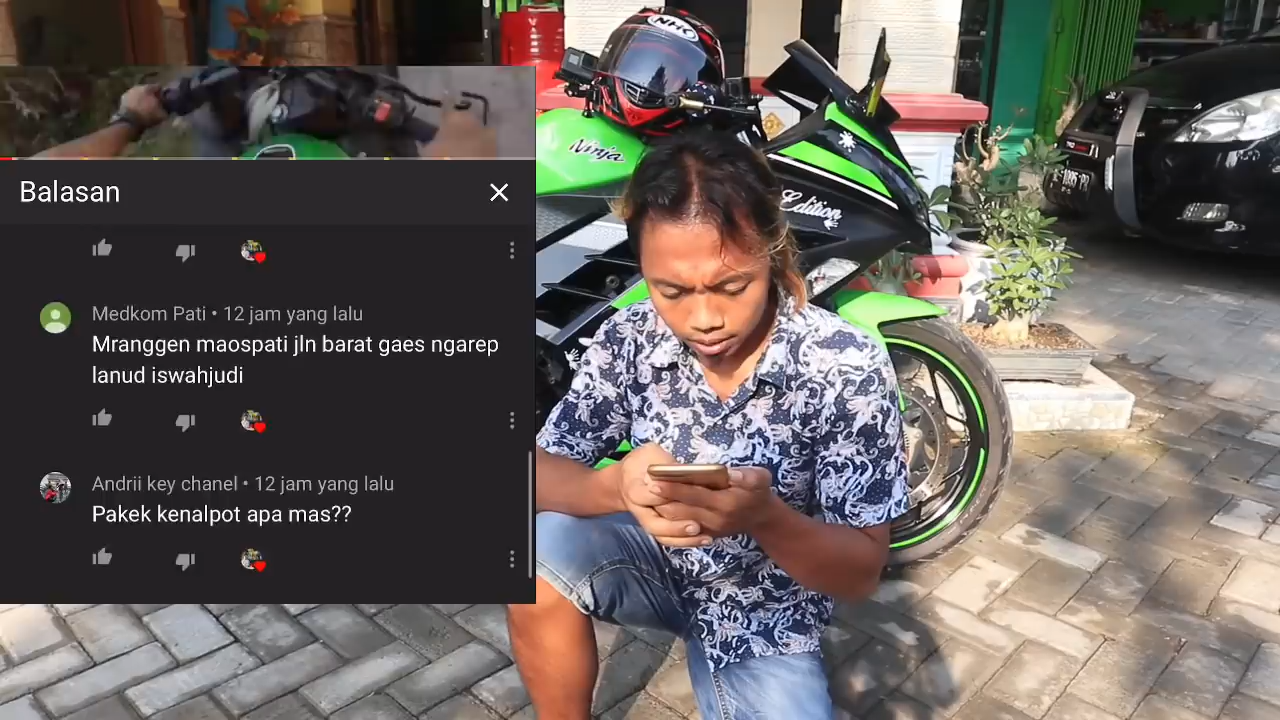 NHC
Ninja
Edition
Balasan
Medkom Pati • 12 jam yang lalu
Mranggen maospati jln barat gaes ngarep
lanud iswahjudi
Andrii key chanel • 12 jam yang lalu
Pakek kenalpot apa mas??